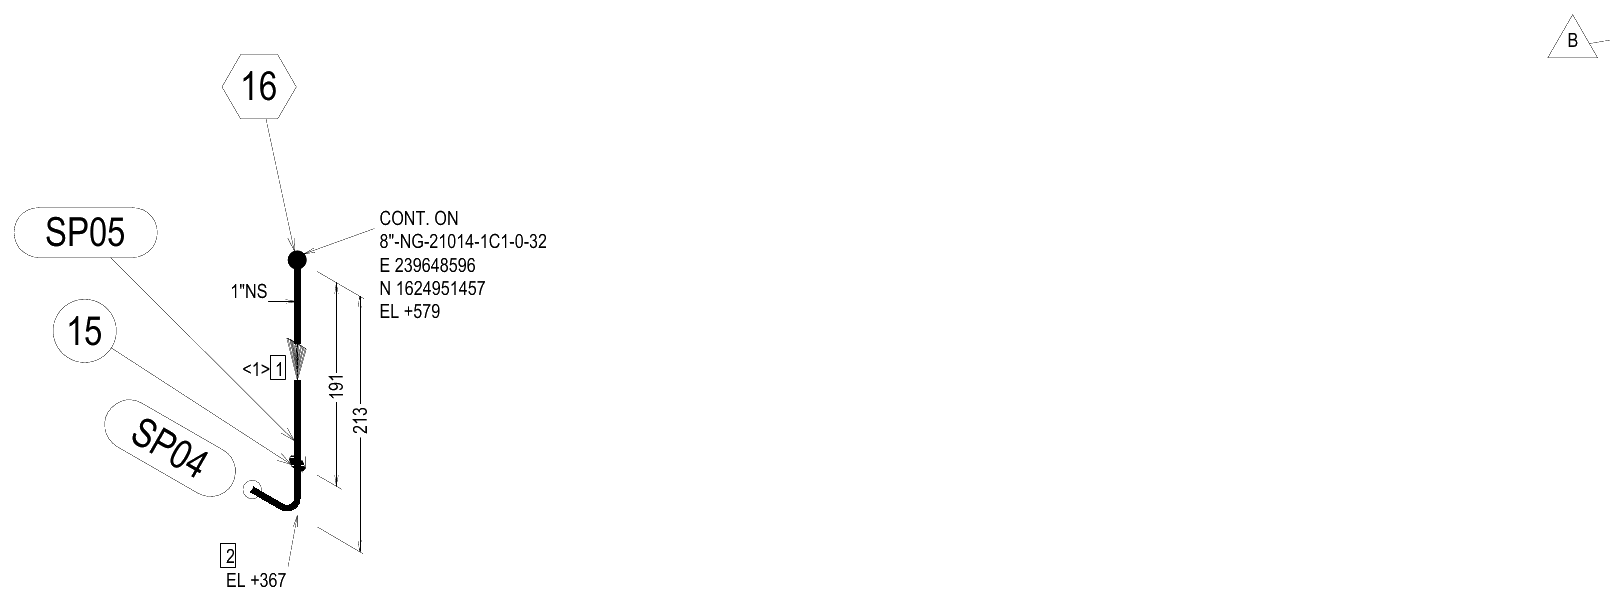 B
16
SP05
CONT. ON
8"-NG-21014-1C1-0-32
E 239648596
N 1624951457
EL +579
1"NS
15
<1> 1
191
213
SP04
2
EL +367